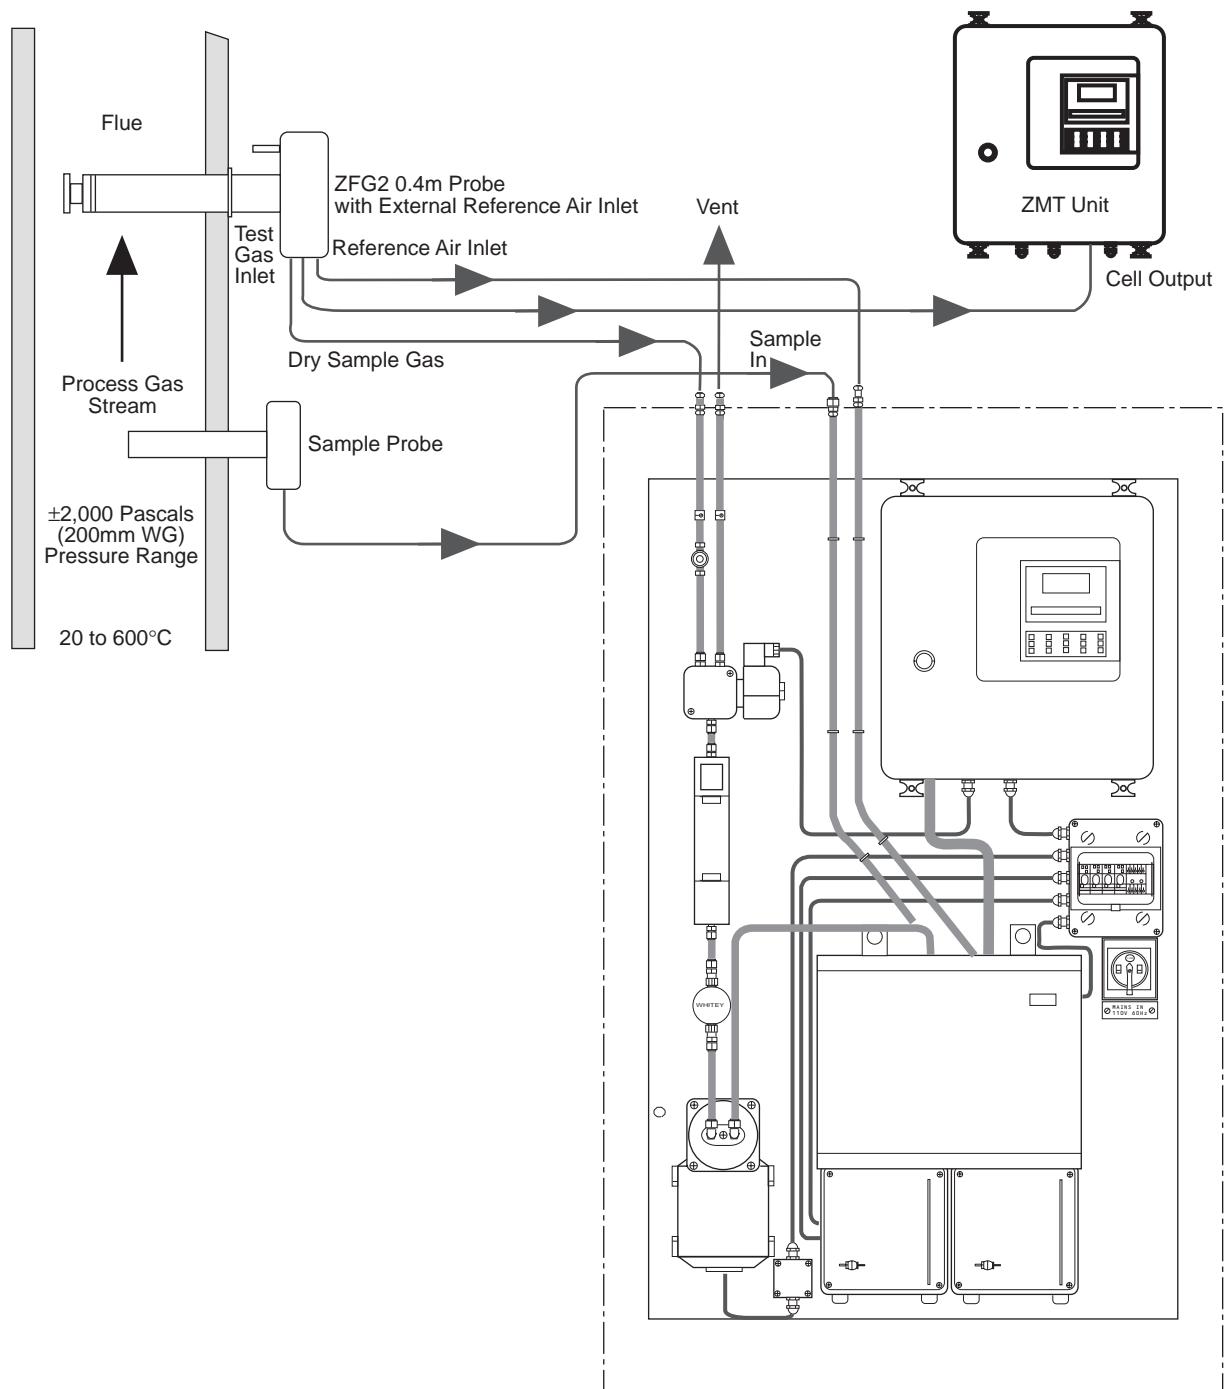 Flue
ZFG2 0.4m Probe
with External Reference Air Inlet
Vent
ZMT Unit
Test
Gas
Inlet
Reference Air Inlet
Cell Output
Sample
In
Dry Sample Gas
Process Gas
Stream
Sample Probe
±2,000 Pascals
(200mm WG)
Pressure Range
20 to 600°C
WHITEY
MAINS IN
110V 60Hz